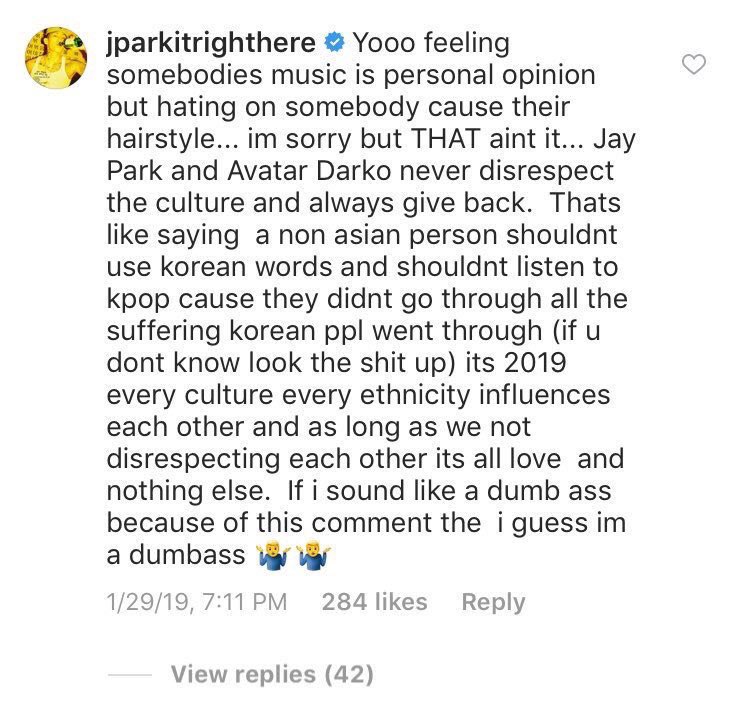 jparkitrighthere Yooo feeling
somebodies music is personal opinion
but hating on somebody cause their
hairstyle... im sorry but THAT aint it... Jay
Park and Avatar Darko never disrespect
the culture and always give back.  Thats
like saying  a non asian person shouldnt
use korean words and shouldnt listen to
kpop cause they didnt go through all the
suffering korean ppl went through (if u
dont know look the shit up) its 2019
every culture every ethnicity influences
each other and as long as we not
disrespecting each other its all love  and
nothing else.  If i sound like a dumb ass
because of this comment the  i guess im
a dumbass 🤷‍♂️🤷‍♂️
1/29/19, 7:11 PM 284 likes Reply
View replies (42)